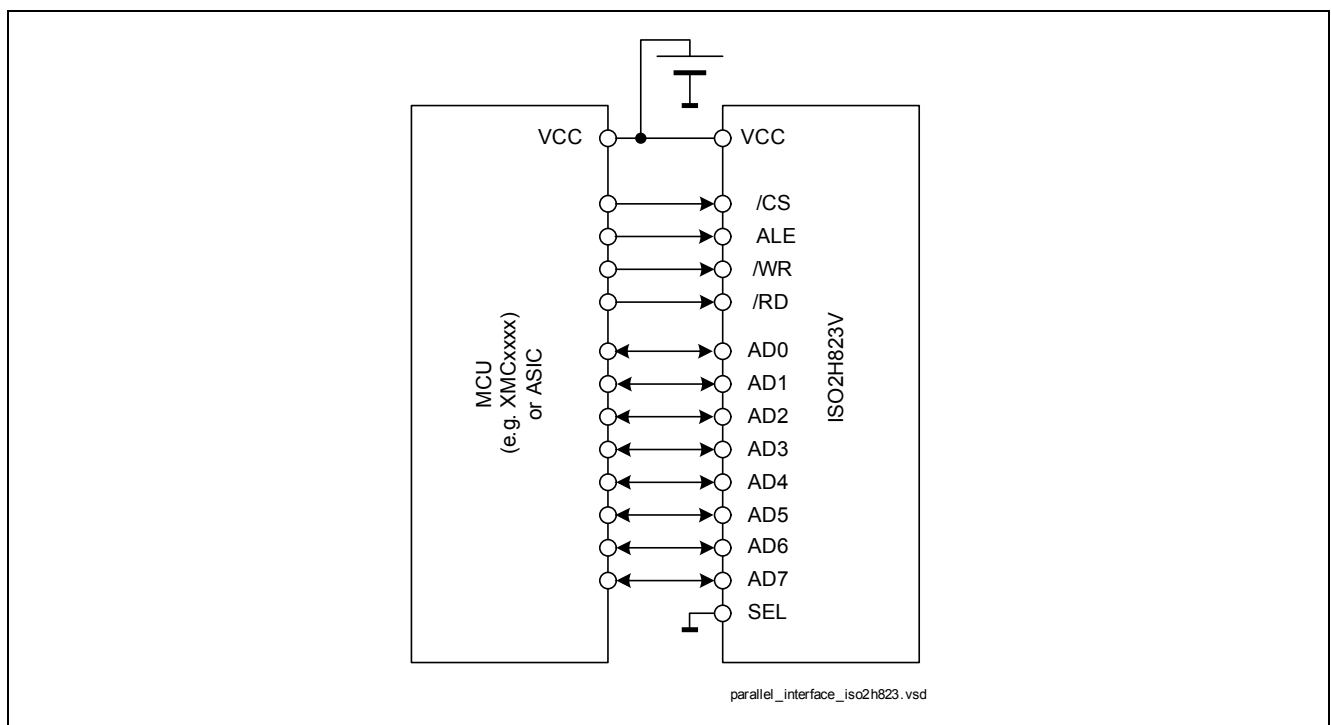 VCC
VCC
/CS
ALE
/WR
/RD
AD0
AD1
AD2
AD3
AD4
AD5
AD6
AD7
SEL
MCU
(e.g. XMCxxxx)
or ASIC
ISO2H823V
parallel_interface_iso2h823.vsd